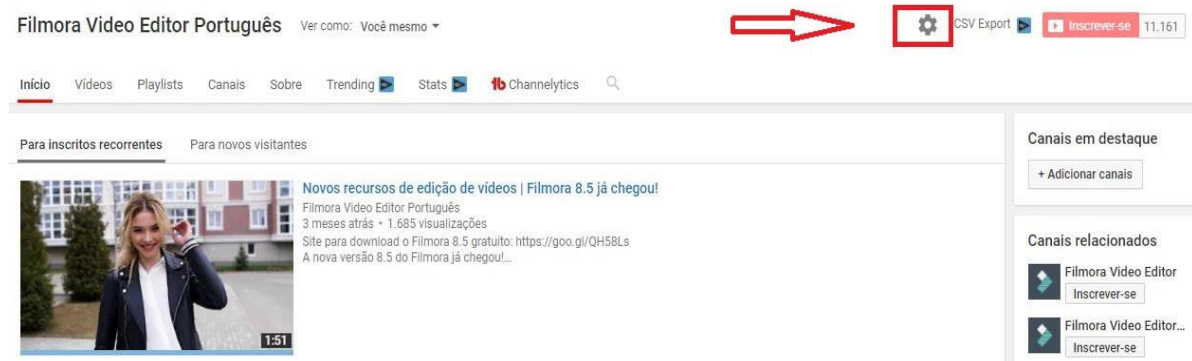 Filmora Video Editor Português Ver como: Você mesmo
CSV Export Inscrever-se 11.161
Início Vídeos Playlists Canais Sobre Trending Stats Channelytics
Para inscritos recorrentes Para novos visitantes
Novos recursos de edição de vídeos | Filmora 8.5 já chegou!
Filmora Video Editor Português
3 meses atrás • 1.685 visualizações
Site para download o Filmora 8.5 gratuito: https://goo.gl/QH58Ls
A nova versão 8.5 do Filmora já chegou!...
1:51
Canais em destaque
+ Adicionar canais
Canais relacionados
Filmora Video Editor
Inscrever-se
Filmora Video Editor...
Inscrever-se